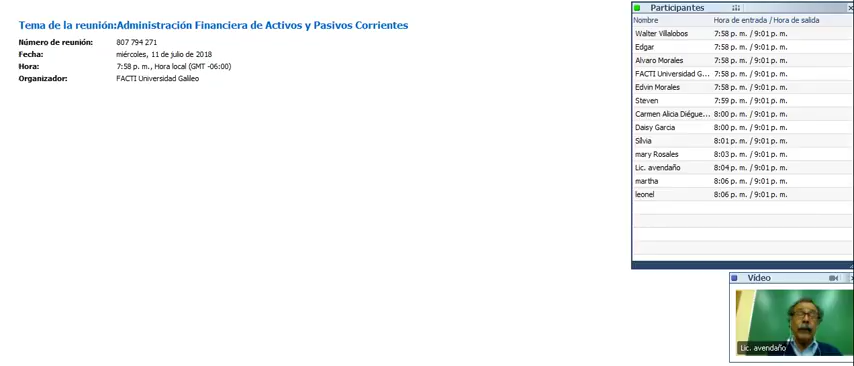 Tema de la reunión:Administración Financiera de Activos y Pasivos Corrientes
Número de reunión: 807 794 271
Fecha: miércoles, 11 de julio de 2018
Hora: 7:58 p. m., Hora local (GMT -06:00)
Organizador: FACTI Universidad Galileo
Participantes
Nombre Hora de entrada / Hora de salida
Walter Villalobos 7:58 p. m. / 9:01 p. m.
Edgar 7:58 p. m. / 9:01 p. m.
Alvaro Morales 7:58 p. m. / 9:01 p. m.
FACTI Universidad G... 7:58 p. m. / 9:01 p. m.
Edvin Morales 7:58 p. m. / 9:01 p. m.
Steven 7:59 p. m. / 9:01 p. m.
Carmen Alicia Diégue... 8:00 p. m. / 9:01 p. m.
Daisy Garcia 8:00 p. m. / 9:01 p. m.
Sílvia 8:01 p. m. / 9:01 p. m.
mary Rosales 8:03 p. m. / 9:01 p. m.
Lic. avendaño 8:04 p. m. / 9:01 p. m.
martha 8:06 p. m. / 9:01 p. m.
leonel 8:06 p. m. / 9:01 p. m.
Vídeo
Lic. avendaño